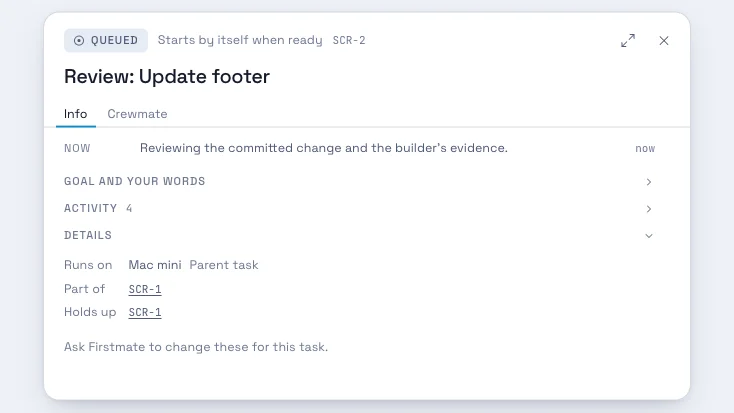 QUEUED Starts by itself when ready SCR-2
Review: Update footer
Info Crewmate
NOW Reviewing the committed change and the builder's evidence. now
GOAL AND YOUR WORDS
ACTIVITY 4
DETAILS
Runs on Mac mini Parent task
Part of SCR-1
Holds up SCR-1
Ask Firstmate to change these for this task.